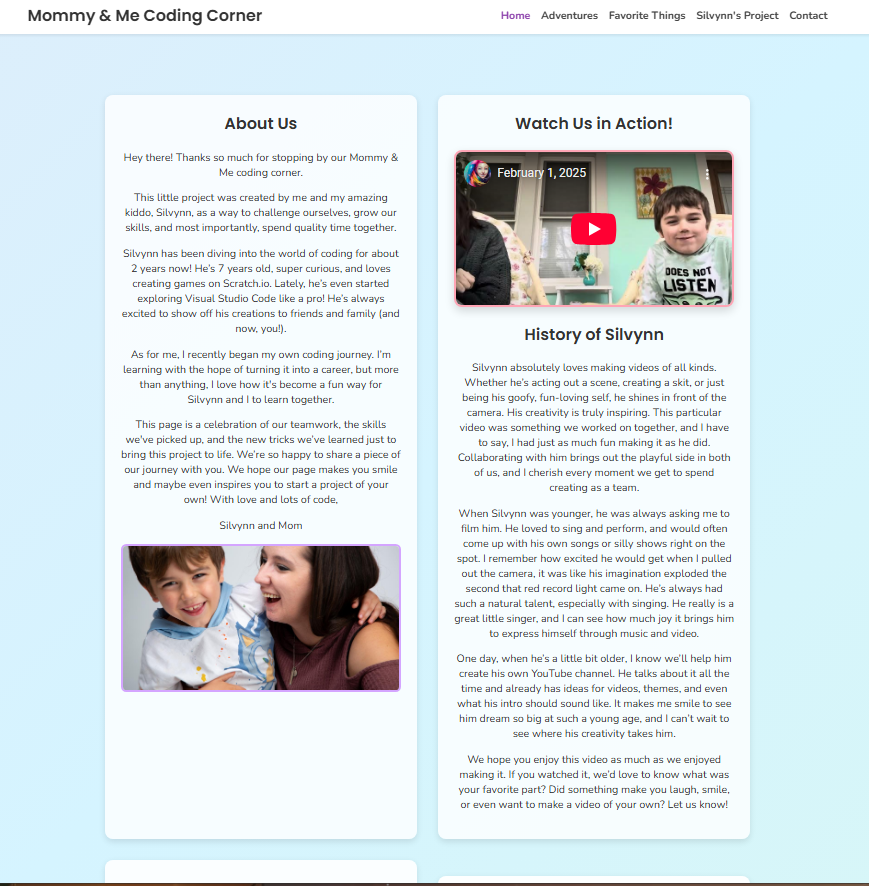 Mommy & Me Coding Corner
Home Adventures Favorite Things Silvynn's Project Contact
About Us
Hey there! Thanks so much for stopping by our Mommy &
Me coding corner.
This little project was created by me and my amazing
kiddo, Silvynn, as a way to challenge ourselves, grow our
skills, and most importantly, spend quality time together.
Silvynn has been diving into the world of coding for about
2 years now! He's 7 years old, super curious, and loves
creating games on Scratch.io. Lately, he's even started
exploring Visual Studio Code like a pro! He's always
excited to show off his creations to friends and family (and
now, you!).
As for me, I recently began my own coding journey. I'm
learning with the hope of turning it into a career, but more
than anything, I love how it's become a fun way for
Silvynn and I to learn together.
This page is a celebration of our teamwork, the skills
we've picked up, and the new tricks we've learned just to
bring this project to life. We're so happy to share a piece of
our journey with you. We hope our page makes you smile
and maybe even inspires you to start a project of your
own! With love and lots of code,
Silvynn and Mom
Watch Us in Action!
February 1, 2025
DOES NOT
LISTEN
History of Silvynn
Silvynn absolutely loves making videos of all kinds.
Whether he's acting out a scene, creating a skit, or just
being his goofy, fun-loving self, he shines in front of the
camera. His creativity is truly inspiring. This particular
video was something we worked on together, and I have
to say, I had just as much fun making it as he did.
Collaborating with him brings out the playful side in both
of us, and I cherish every moment we get to spend
creating as a team.
When Silvynn was younger, he was always asking me to
film him. He loved to sing and perform, and would often
come up with his own songs or silly shows right on the
spot. I remember how excited he would get when I pulled
out the camera, it was like his imagination exploded the
second that red record light came on. He's always had
such a natural talent, especially with singing. He really is a
great little singer, and I can see how much joy it brings him
to express himself through music and video.
One day, when he's a little bit older, I know we'll help him
create his own YouTube channel. He talks about it all the
time and already has ideas for videos, themes, and even
what his intro should sound like. It makes me smile to see
him dream so big at such a young age, and I can't wait to
see where his creativity takes him.
We hope you enjoy this video as much as we enjoyed
making it. If you watched it, we'd love to know what was
your favorite part? Did something make you laugh, smile,
or even want to make a video of your own? Let us know!